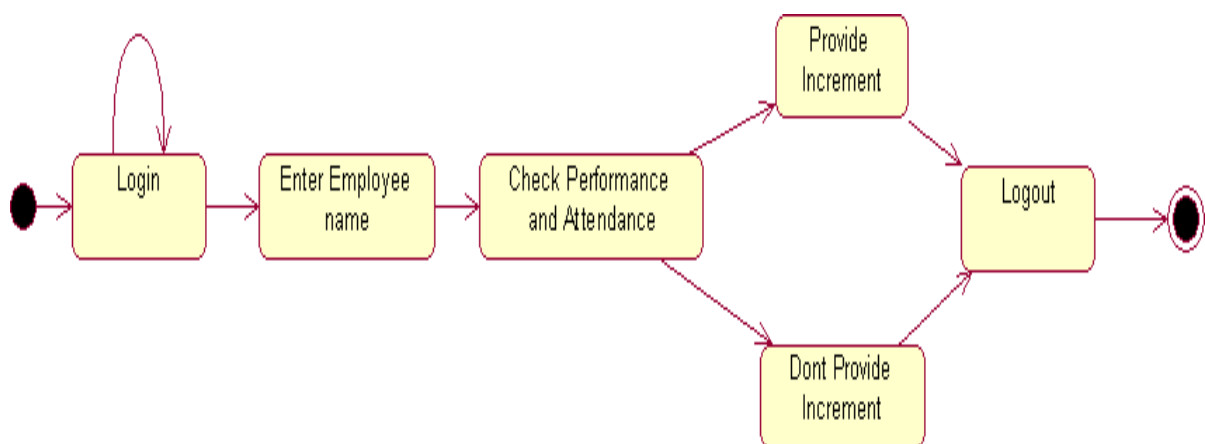 Login
Enter Employee
name
Check Performance
and Attendance
Provide
Increment
Dont Provide
Increment
Logout